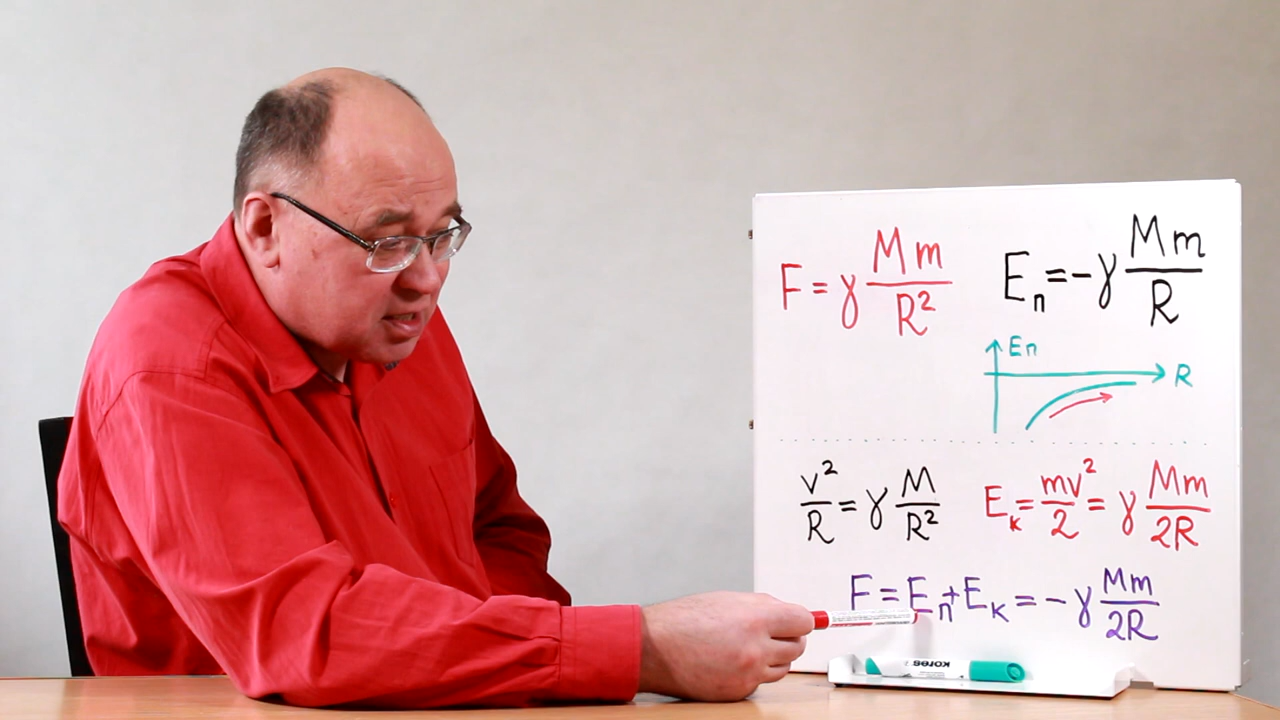 F = γ Mm/R²
Eп = -γ Mm/R
Eп
R
v²/R = γ M/R²
Eк = mv²/2 = γ Mm/2R
E = Eп + Eк = -γ Mm/2R
kores